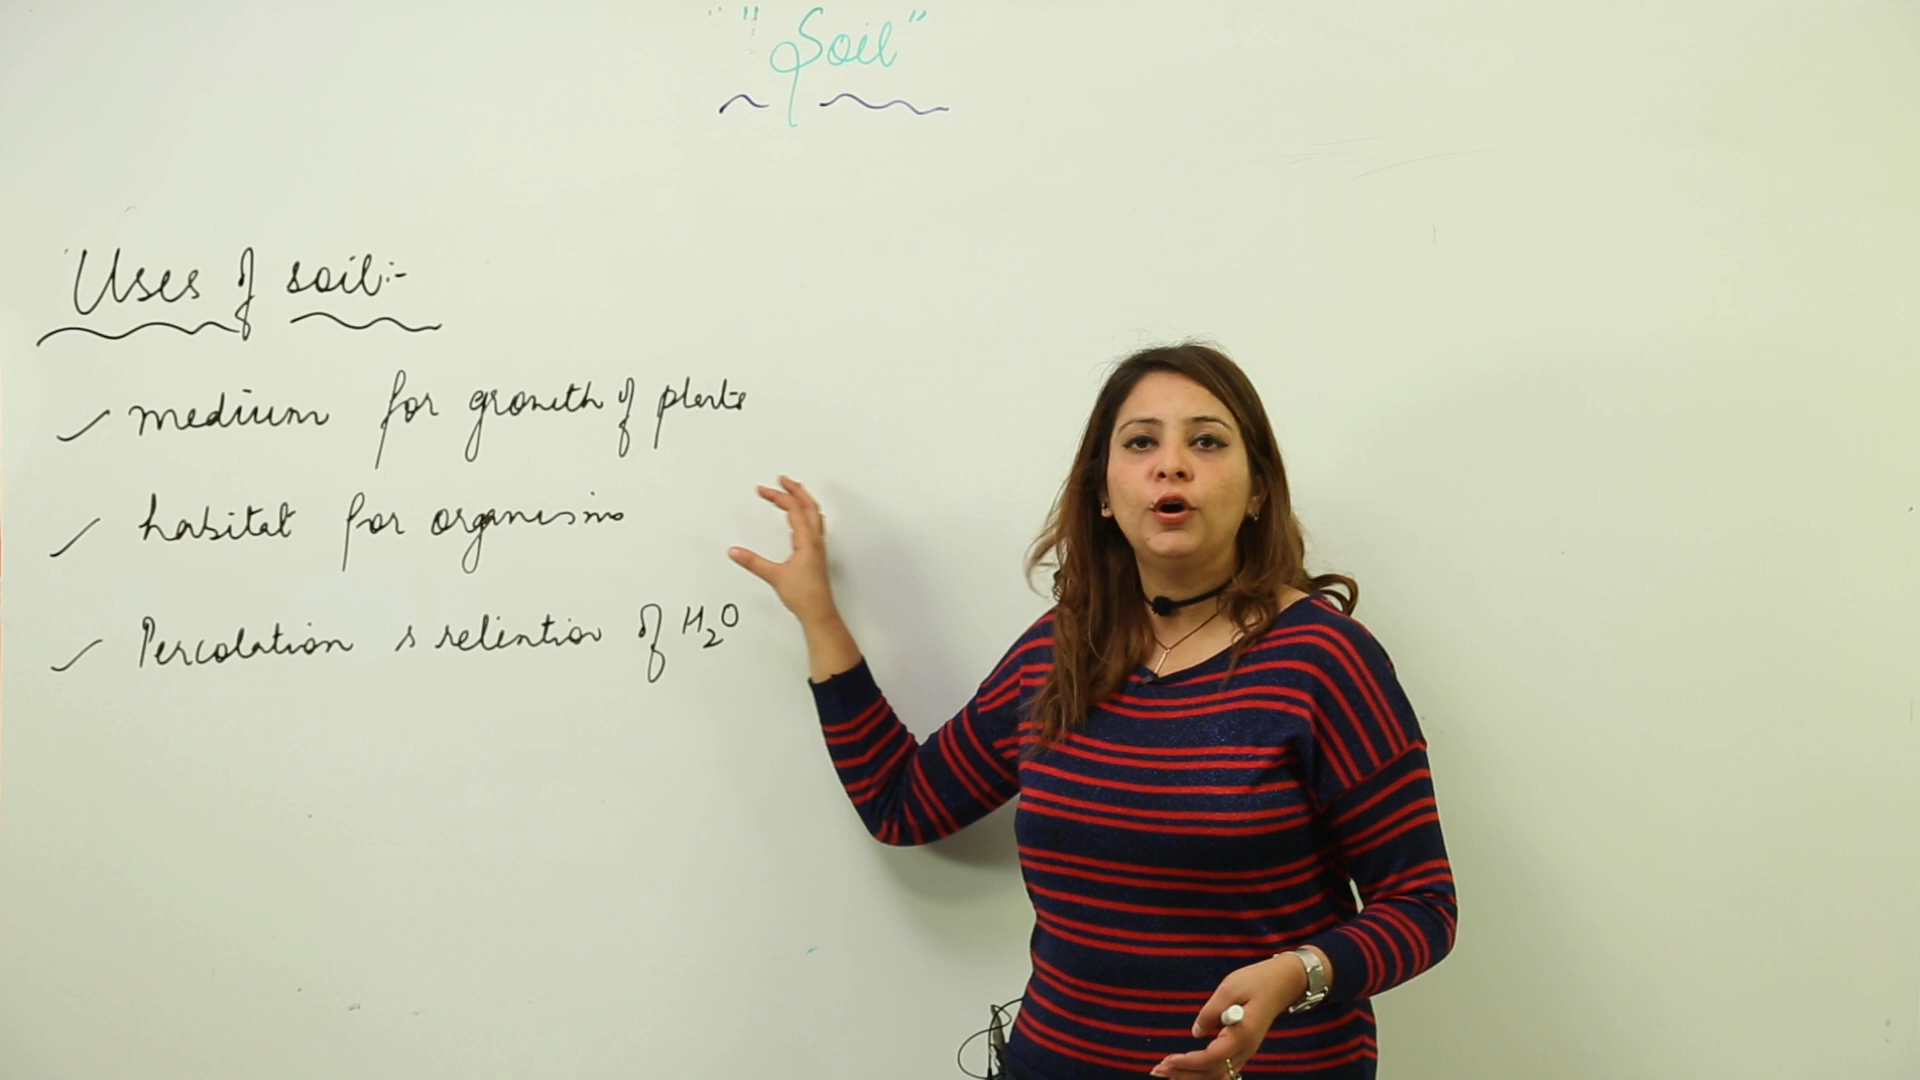 "Soil"
Uses of soil:-
✓ medium for growth of plants
✓ habitat for organisms
✓ Percolation & retention of H₂O